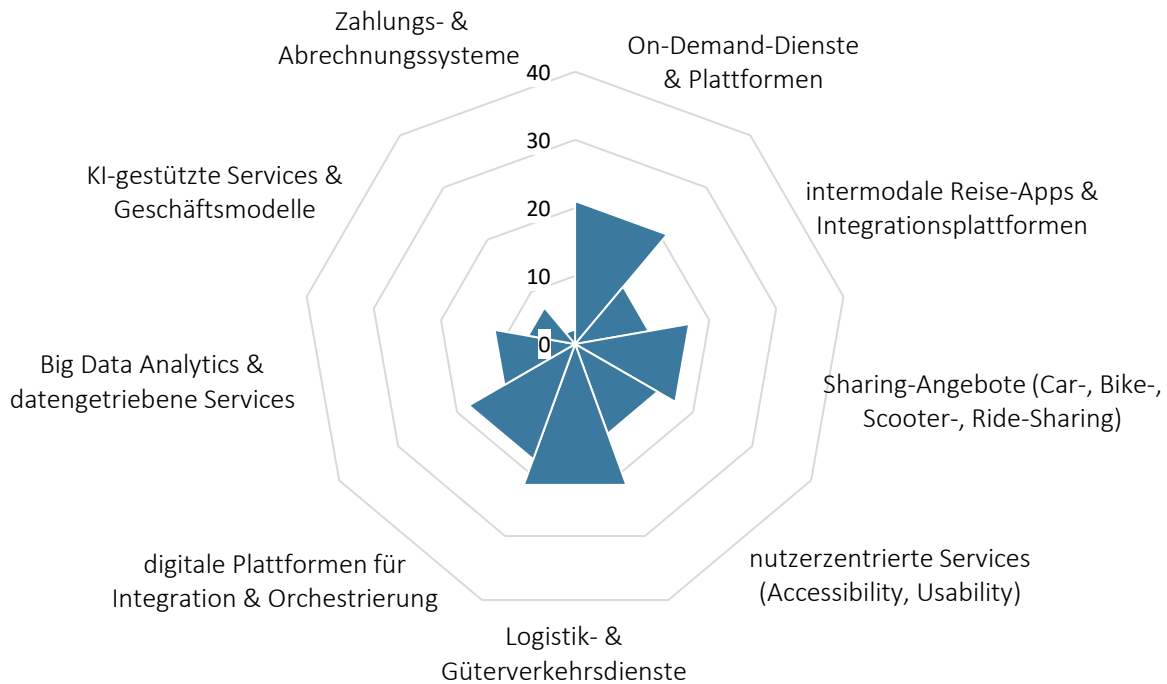 Zahlungs- &
Abrechnungssysteme
On-Demand-Dienste
& Plattformen
40
30
20
10
0
KI-gestützte Services &
Geschäftsmodelle
intermodale Reise-Apps &
Integrationsplattformen
Big Data Analytics &
datengetriebene Services
Sharing-Angebote (Car-, Bike-,
Scooter-, Ride-Sharing)
digitale Plattformen für
Integration & Orchestrierung
nutzerzentrierte Services
(Accessibility, Usability)
Logistik- &
Güterverkehrsdienste